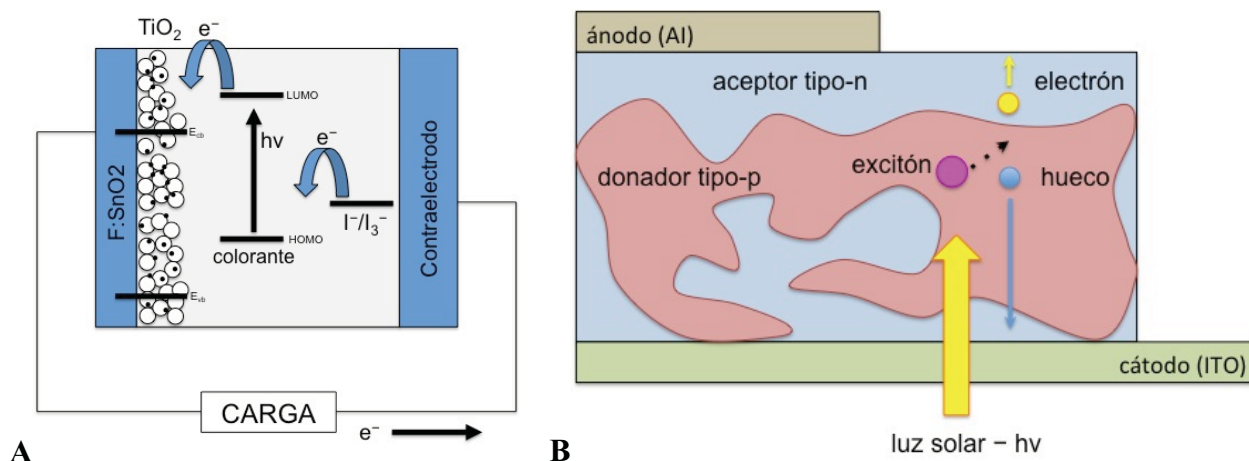 TiO₂
e⁻
LUMO
E_cb
hv
e⁻
F:SnO2
I⁻/I₃⁻
HOMO
colorante
E_vb
Contraelectrodo
CARGA
e⁻
A
ánodo (Al)
aceptor tipo-n
electrón
donador tipo-p
excitón
hueco
cátodo (ITO)
luz solar – hv
B